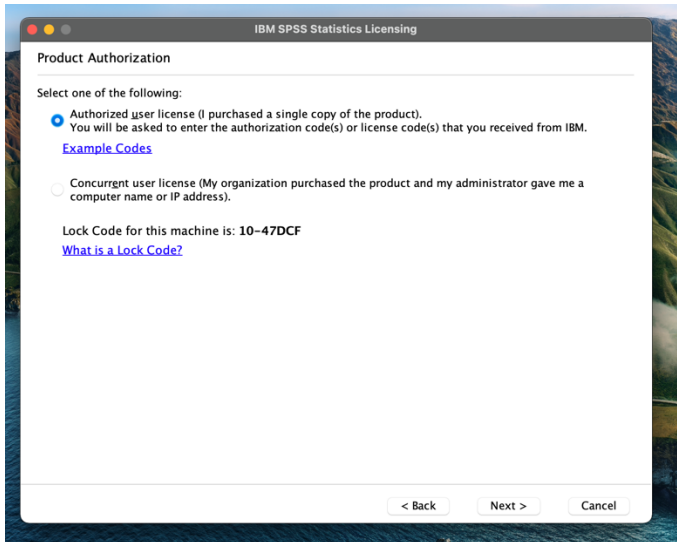 IBM SPSS Statistics Licensing
Product Authorization
Select one of the following:
Authorized user license (I purchased a single copy of the product).
You will be asked to enter the authorization code(s) or license code(s) that you received from IBM.
Example Codes
Concurrent user license (My organization purchased the product and my administrator gave me a
computer name or IP address).
Lock Code for this machine is: 10-47DCF
What is a Lock Code?
< Back Next > Cancel